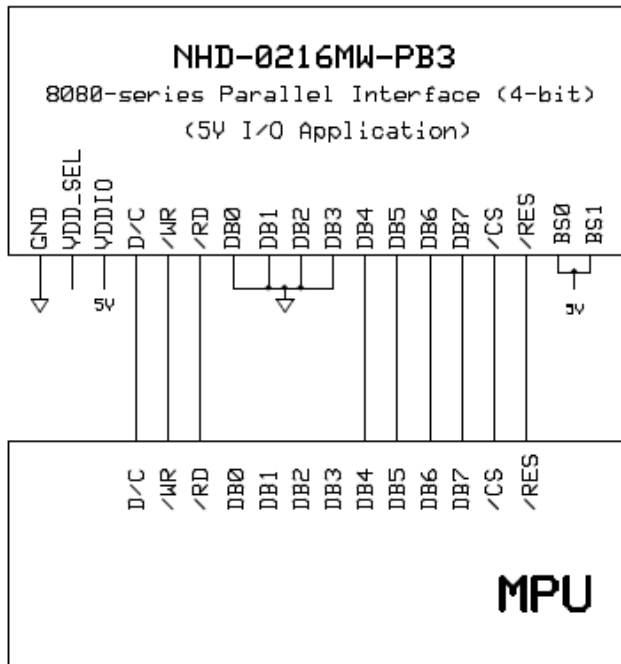 NHD-0216MW-PB3
8080-series Parallel Interface (4-bit)
(5V I/O Application)
GND
VDD_SEL
VDDIO
D/C
/WR
/RD
DB0
DB1
DB2
DB3
DB4
DB5
DB6
DB7
/CS
/RES
BS0
BS1
5V
5V
D/C
/WR
/RD
DB0
DB1
DB2
DB3
DB4
DB5
DB6
DB7
/CS
/RES
MPU